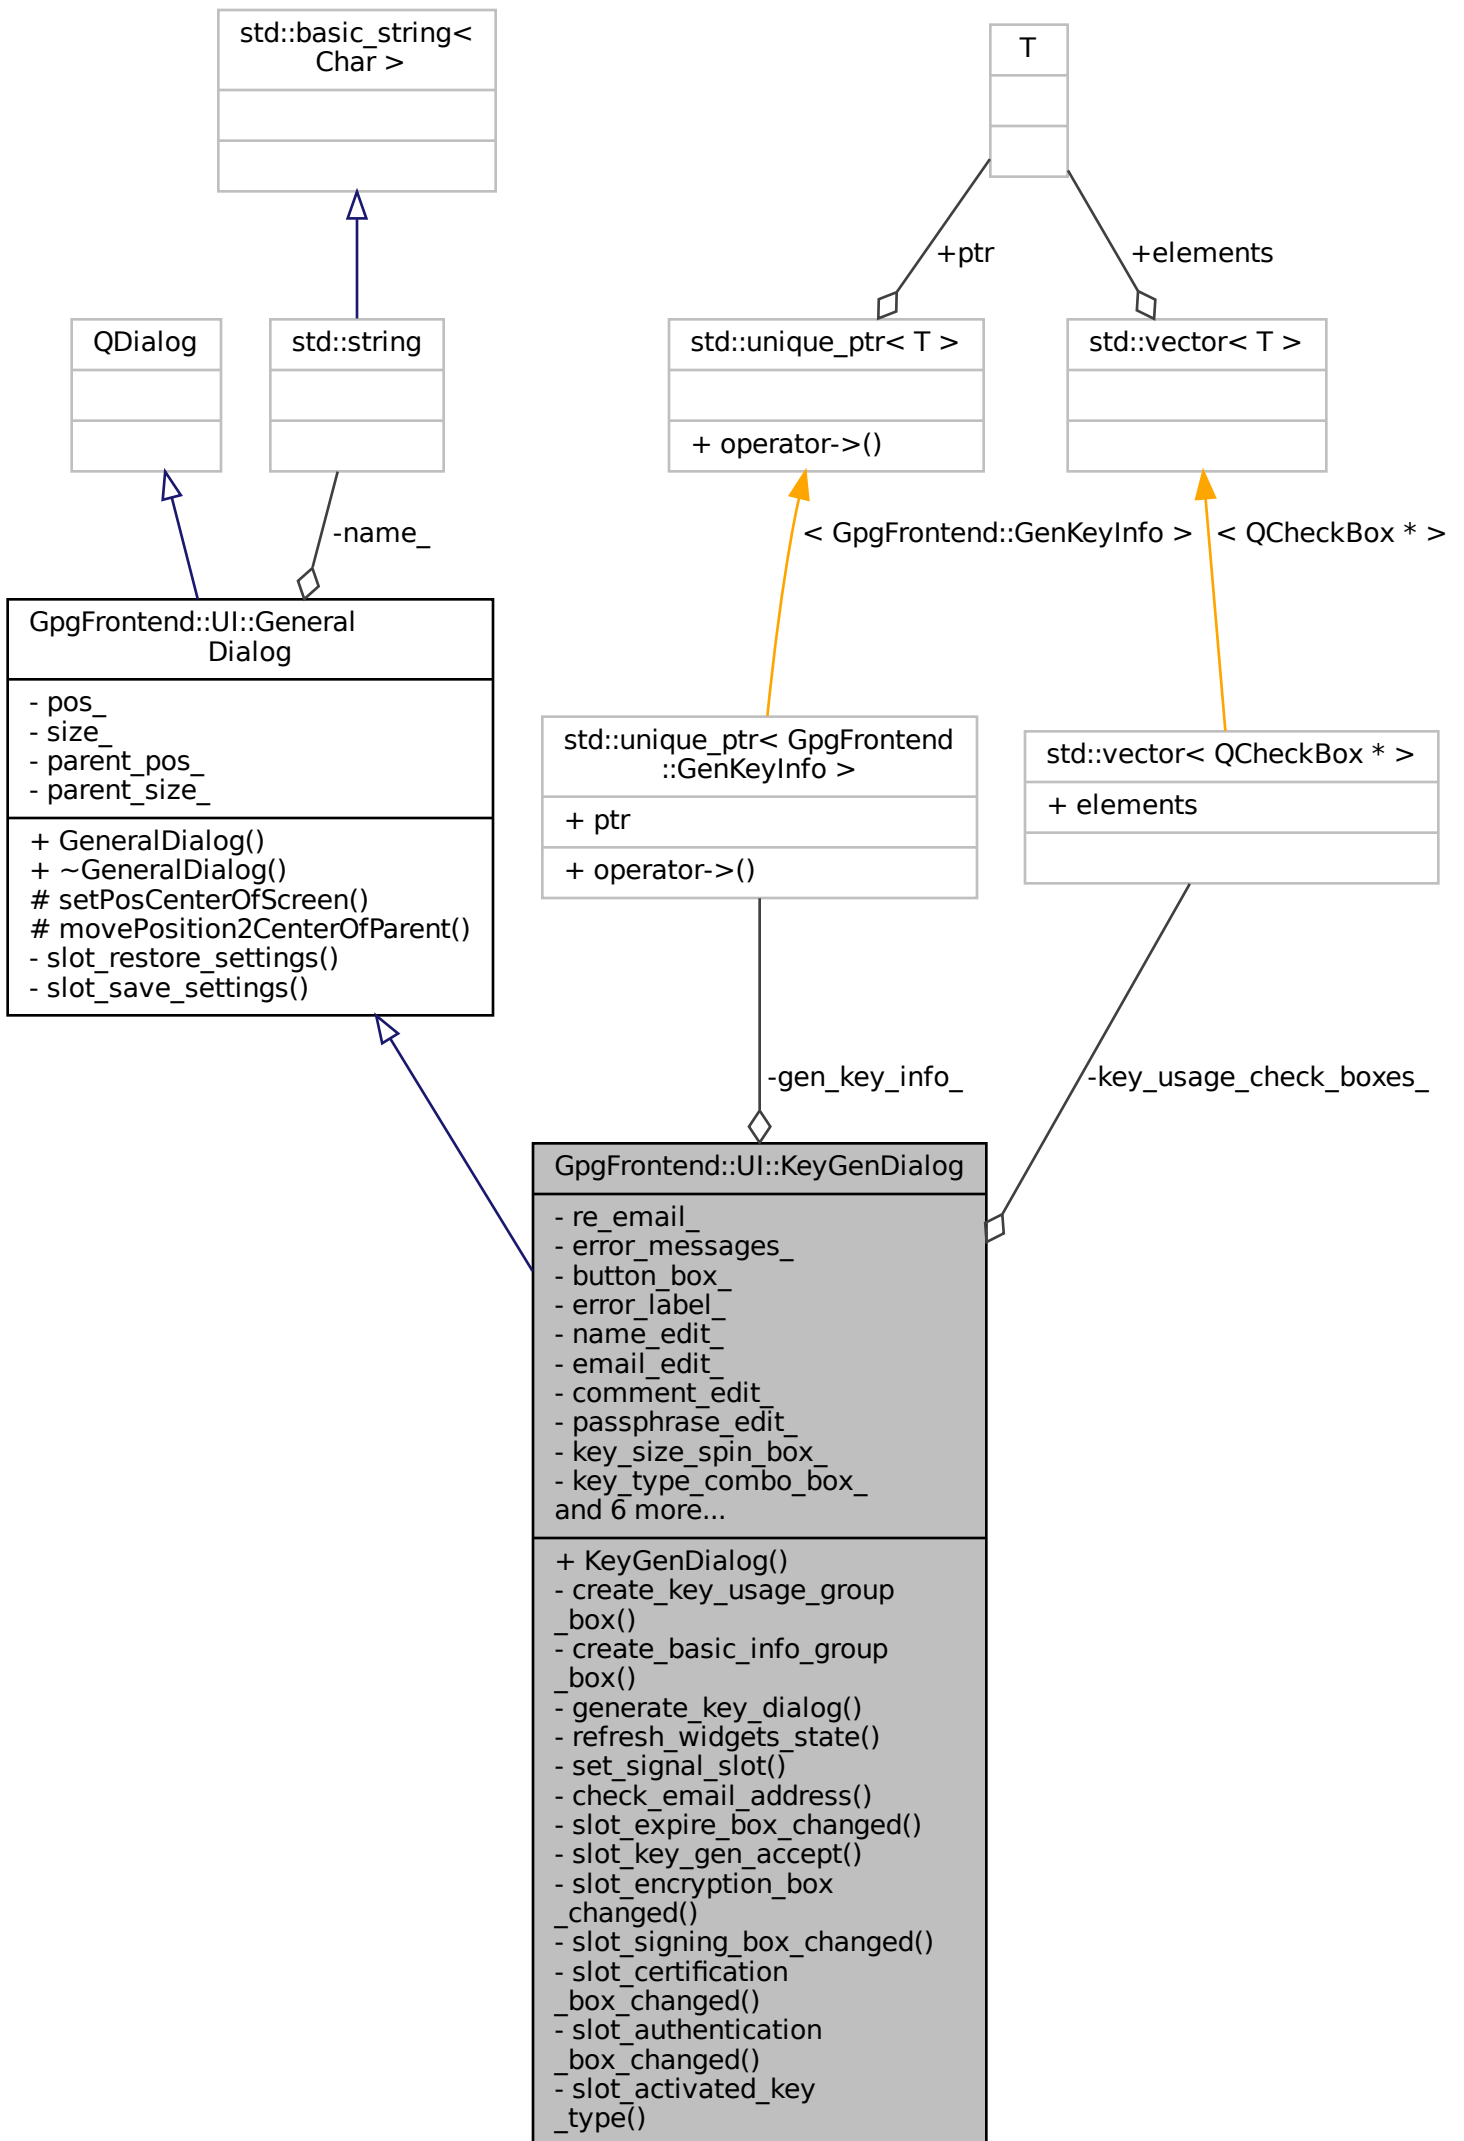 std::basic_string<
Char >
T
+ptr
+elements
QDialog
std::string
std::unique_ptr< T >
+ operator->()
std::vector< T >
-name_
< GpgFrontend::GenKeyInfo >
< QCheckBox * >
GpgFrontend::UI::General
Dialog
- pos_
- size_
- parent_pos_
- parent_size_
+ GeneralDialog()
+ ~GeneralDialog()
# setPosCenterOfScreen()
# movePosition2CenterOfParent()
- slot_restore_settings()
- slot_save_settings()
std::unique_ptr< GpgFrontend
::GenKeyInfo >
+ ptr
+ operator->()
std::vector< QCheckBox * >
+ elements
-gen_key_info_
-key_usage_check_boxes_
GpgFrontend::UI::KeyGenDialog
- re_email_
- error_messages_
- button_box_
- error_label_
- name_edit_
- email_edit_
- comment_edit_
- passphrase_edit_
- key_size_spin_box_
- key_type_combo_box_
and 6 more...
+ KeyGenDialog()
- create_key_usage_group
_box()
- create_basic_info_group
_box()
- generate_key_dialog()
- refresh_widgets_state()
- set_signal_slot()
- check_email_address()
- slot_expire_box_changed()
- slot_key_gen_accept()
- slot_encryption_box
_changed()
- slot_signing_box_changed()
- slot_certification
_box_changed()
- slot_authentication
_box_changed()
- slot_activated_key
_type()